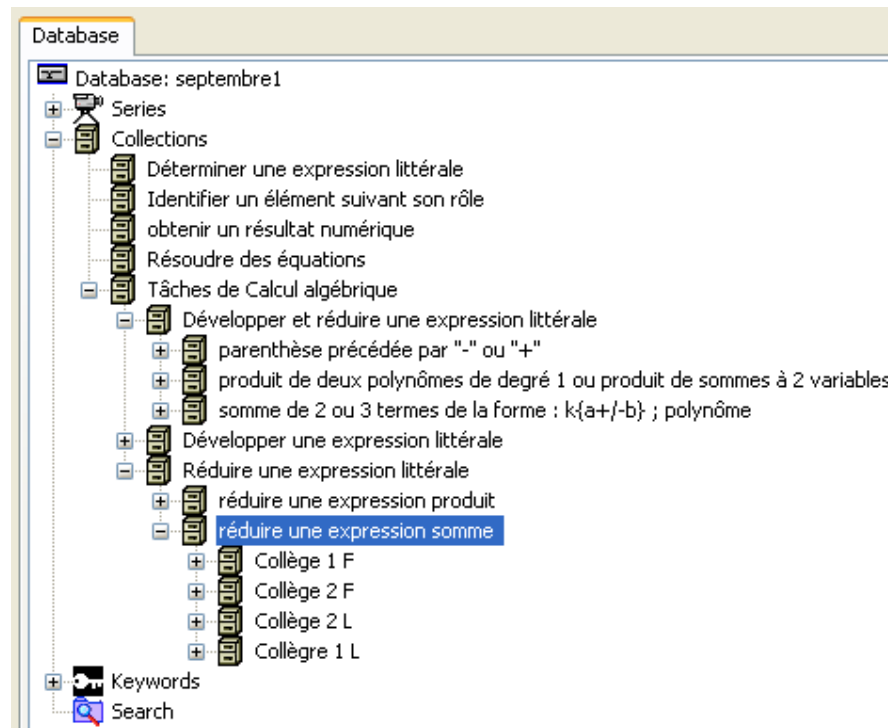 Database
Database: septembre1
Series
Collections
Déterminer une expression littérale
Identifier un élément suivant son rôle
obtenir un résultat numérique
Résoudre des équations
Tâches de Calcul algébrique
Développer et réduire une expression littérale
parenthèse précédée par "-" ou "+"
produit de deux polynômes de degré 1 ou produit de sommes à 2 variables
somme de 2 ou 3 termes de la forme : k{a+/-b} ; polynôme
Développer une expression littérale
Réduire une expression littérale
réduire une expression produit
réduire une expression somme
Collège 1 F
Collège 2 F
Collège 2 L
Collègre 1 L
Keywords
Search